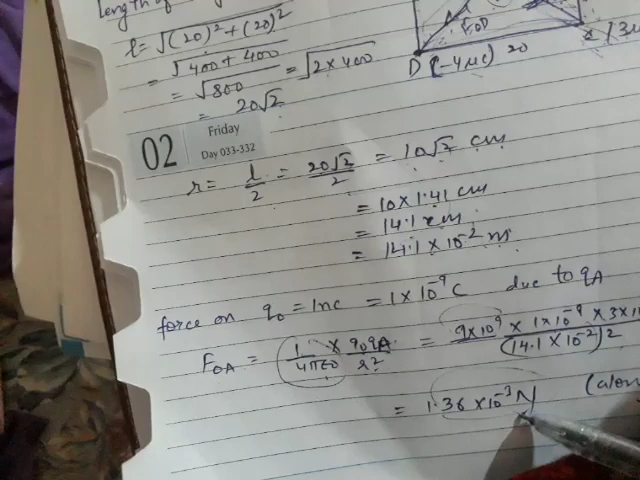 length of
l = √(20)² + (20)²
= √400 + 400
= √800 = √2 × 400
= 20√2
FOD
D (-4μC) 20
02
Friday
Day 033-332
r = l/2 = 20√2/2 = 10√2 cm
= 10 × 1.41 cm
= 14.1 cm.
= 14.1 × 10⁻² m.
force on q₀ = 1nc = 1 × 10⁻⁹ C due to qA
FOA = 1/4πε₀ × q₀qA/r² = 9×10⁹ × 1×10⁻⁹ × 3×1/(14.1 × 10⁻²)²
= 1.36 × 10⁻³ N